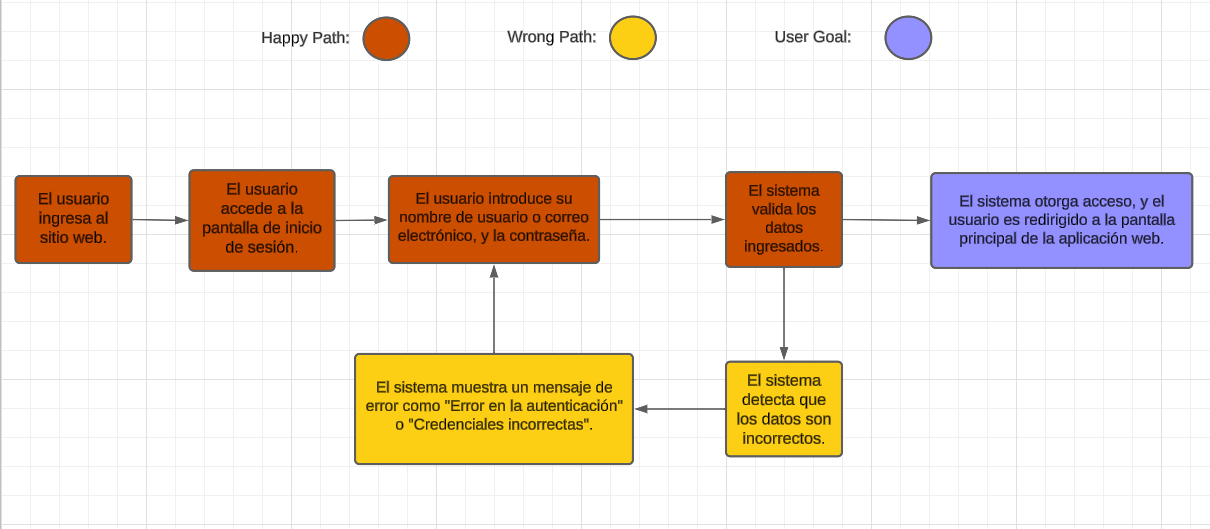 Happy Path:
Wrong Path:
User Goal:
El usuario
ingresa al
sitio web.
El usuario
accede a la
pantalla de inicio
de sesión.
El usuario introduce su
nombre de usuario o correo
electrónico, y la contraseña.
El sistema
valida los
datos
ingresados.
El sistema otorga acceso, y el
usuario es redirigido a la pantalla
principal de la aplicación web.
El sistema muestra un mensaje de
error como "Error en la autenticación"
o "Credenciales incorrectas".
El sistema
detecta que
los datos son
incorrectos.